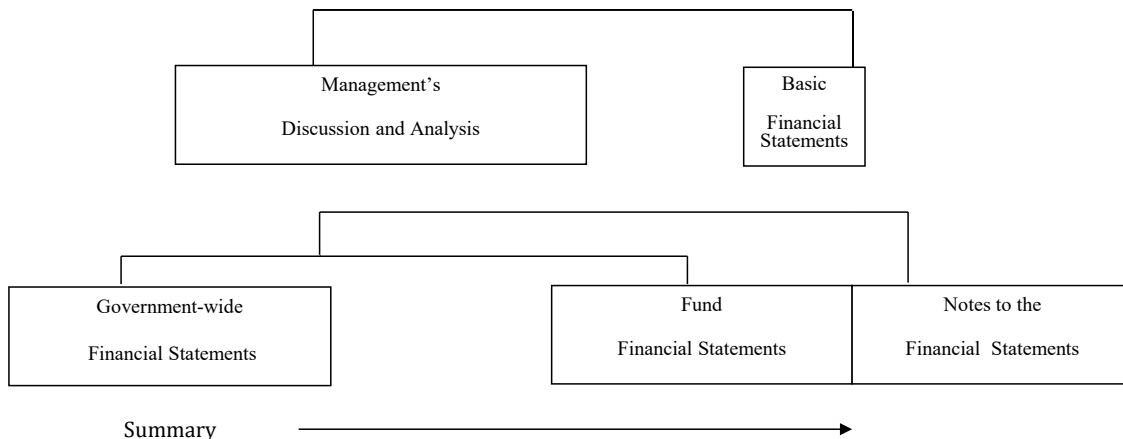 Management’s
Discussion and Analysis
Basic
Financial
Statements
Government-wide
Financial Statements
Fund
Financial Statements
Notes to the
Financial Statements
Summary